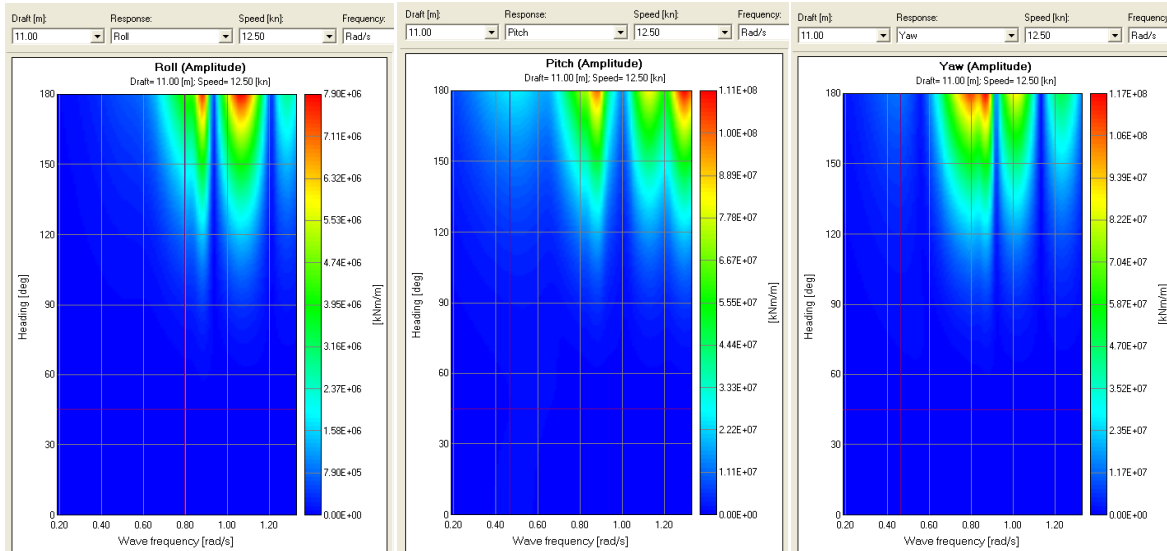 Draft [m]: Response: Speed [kn]: Frequency:
11.00 Roll 12.50 Rad/s
Roll (Amplitude)
Draft= 11.00 [m]; Speed= 12.50 [kn]
180
150
120
90
60
30
0
Heading [deg]
0.20 0.40 0.60 0.80 1.00 1.20
Wave frequency [rad/s]
7.90E+06
7.11E+06
6.32E+06
5.53E+06
4.74E+06
3.95E+06
3.16E+06
2.37E+06
1.58E+06
7.90E+05
0.00E+00
[kNm/m]
Draft [m]: Response: Speed [kn]: Frequency:
11.00 Pitch 12.50 Rad/s
Pitch (Amplitude)
Draft= 11.00 [m]; Speed= 12.50 [kn]
180
150
120
90
60
30
0
Heading [deg]
0.20 0.40 0.60 0.80 1.00 1.20
Wave frequency [rad/s]
1.11E+08
1.00E+08
8.89E+07
7.78E+07
6.67E+07
5.55E+07
4.44E+07
3.33E+07
2.22E+07
1.11E+07
0.00E+00
[kNm/m]
Draft [m]: Response: Speed [kn]: Frequency
11.00 Yaw 12.50 Rad/s
Yaw (Amplitude)
Draft= 11.00 [m]; Speed= 12.50 [kn]
180
150
120
90
60
30
0
Heading [deg]
0.20 0.40 0.60 0.80 1.00 1.20
Wave frequency [rad/s]
1.17E+08
1.06E+08
9.39E+07
8.22E+07
7.04E+07
5.87E+07
4.70E+07
3.52E+07
2.35E+07
1.17E+07
0.00E+00
[kNm/m]